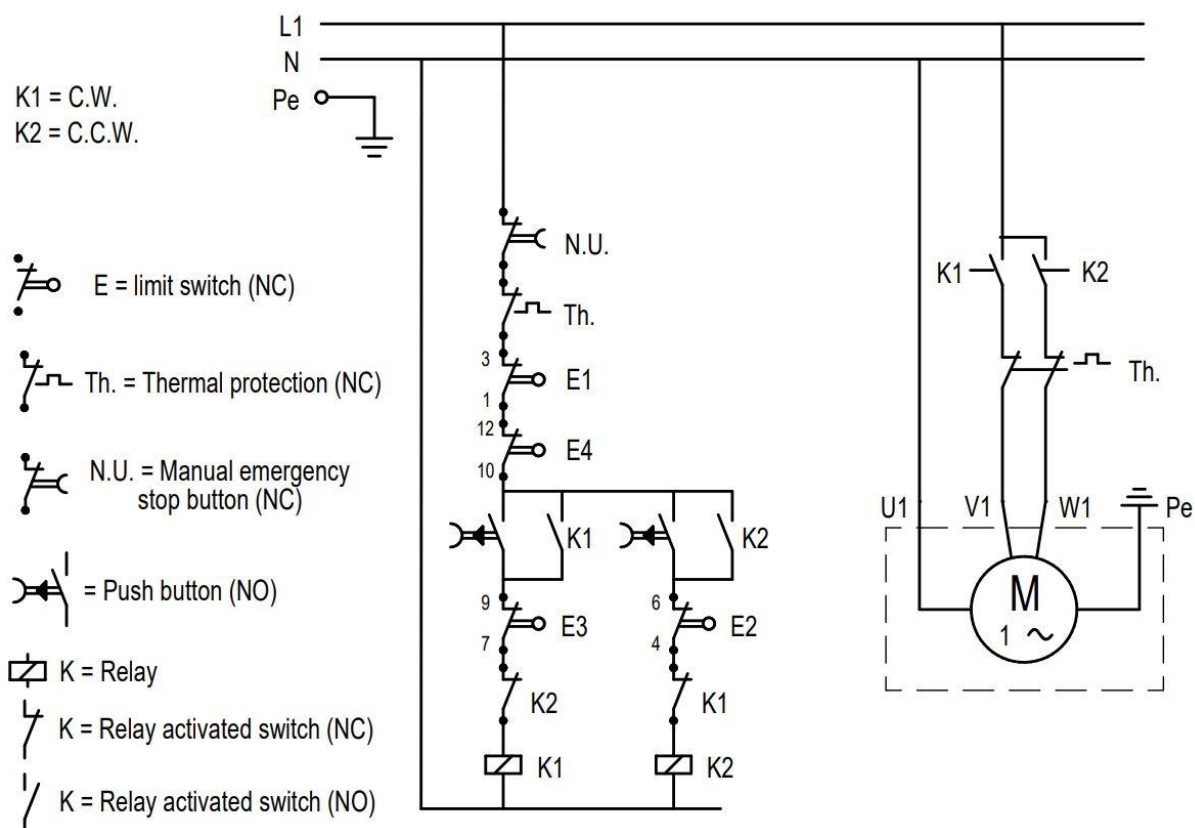 L1
N
Pe
K1 = C.W.
K2 = C.C.W.
E = limit switch (NC)
Th. = Thermal protection (NC)
N.U. = Manual emergency
stop button (NC)
= Push button (NO)
K = Relay
K = Relay activated switch (NC)
K = Relay activated switch (NO)
N.U.
Th.
3
E1
1
12
E4
10
K1
K2
9
E3
7
6
E2
4
K2
K1
K1
K2
K1
K2
Th.
U1
V1
W1
Pe
M
1 ~